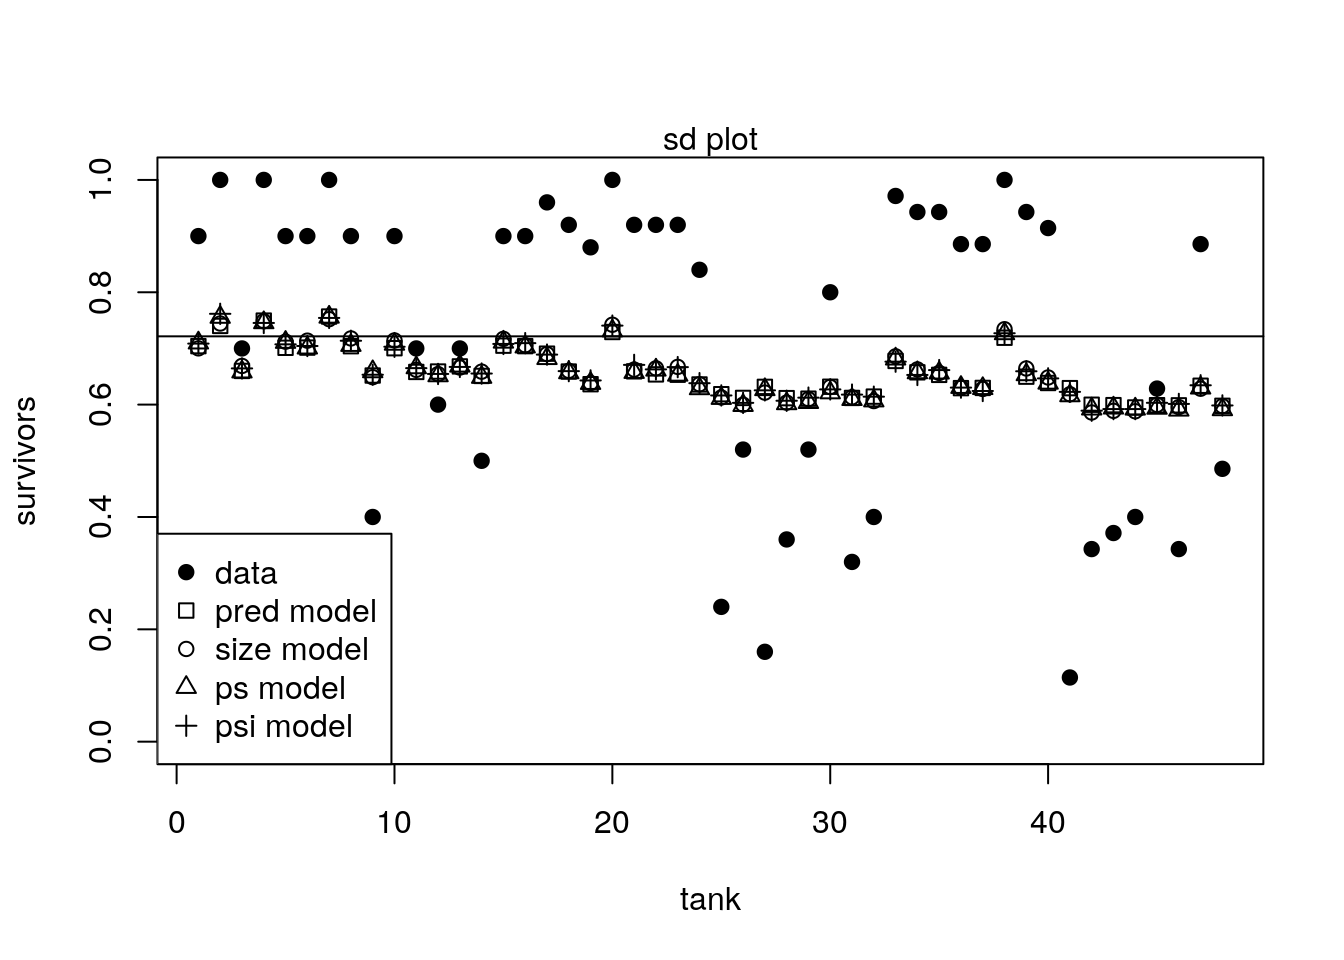 sd plot
survivors
1.0
0.8
0.6
0.4
0.2
0.0
data
pred model
size model
ps model
psi model
0 10 20 30 40
tank